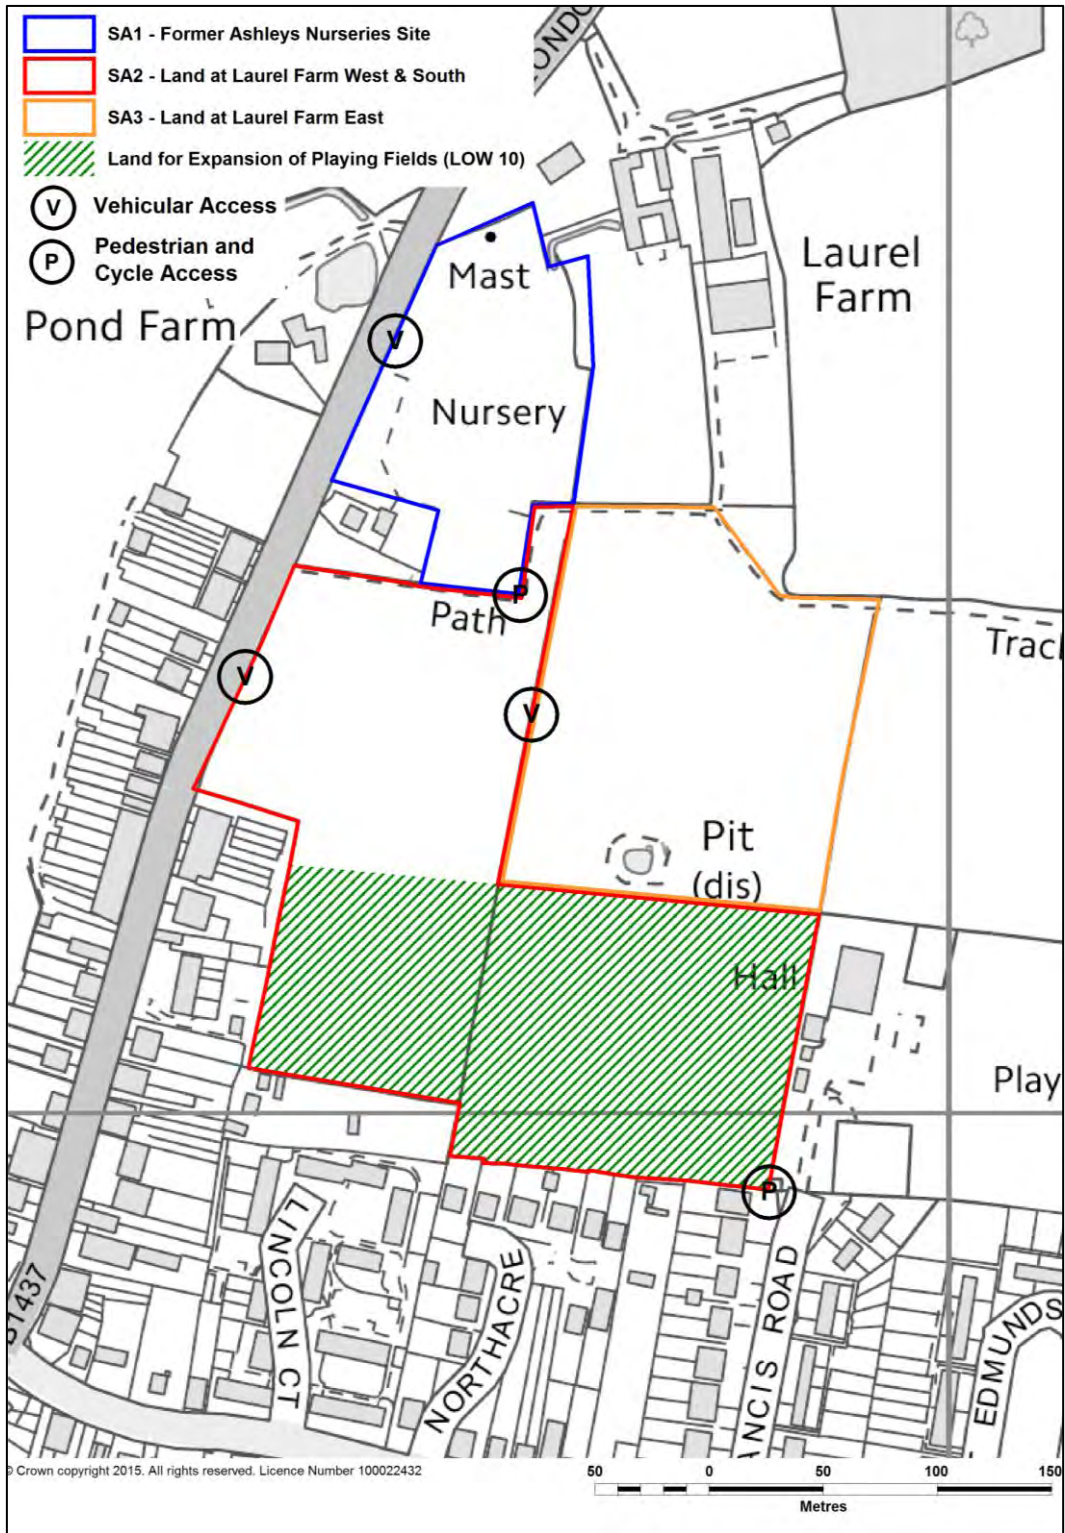 SA1 - Former Ashleys Nurseries Site
SA2 - Land at Laurel Farm West & South
SA3 - Land at Laurel Farm East
Land for Expansion of Playing Fields (LOW 10)
V Vehicular Access
P Pedestrian and
Cycle Access
Mast
Laurel
Farm
Pond Farm
V
Nursery
P
Path
V
V
Pit
(dis)
Hall
Play
P
LINCOLN CT
NORTHACRE
EDMUNDS
© Crown copyright 2015. All rights reserved. Licence Number 100022432
50 0 50 100 150
Metres